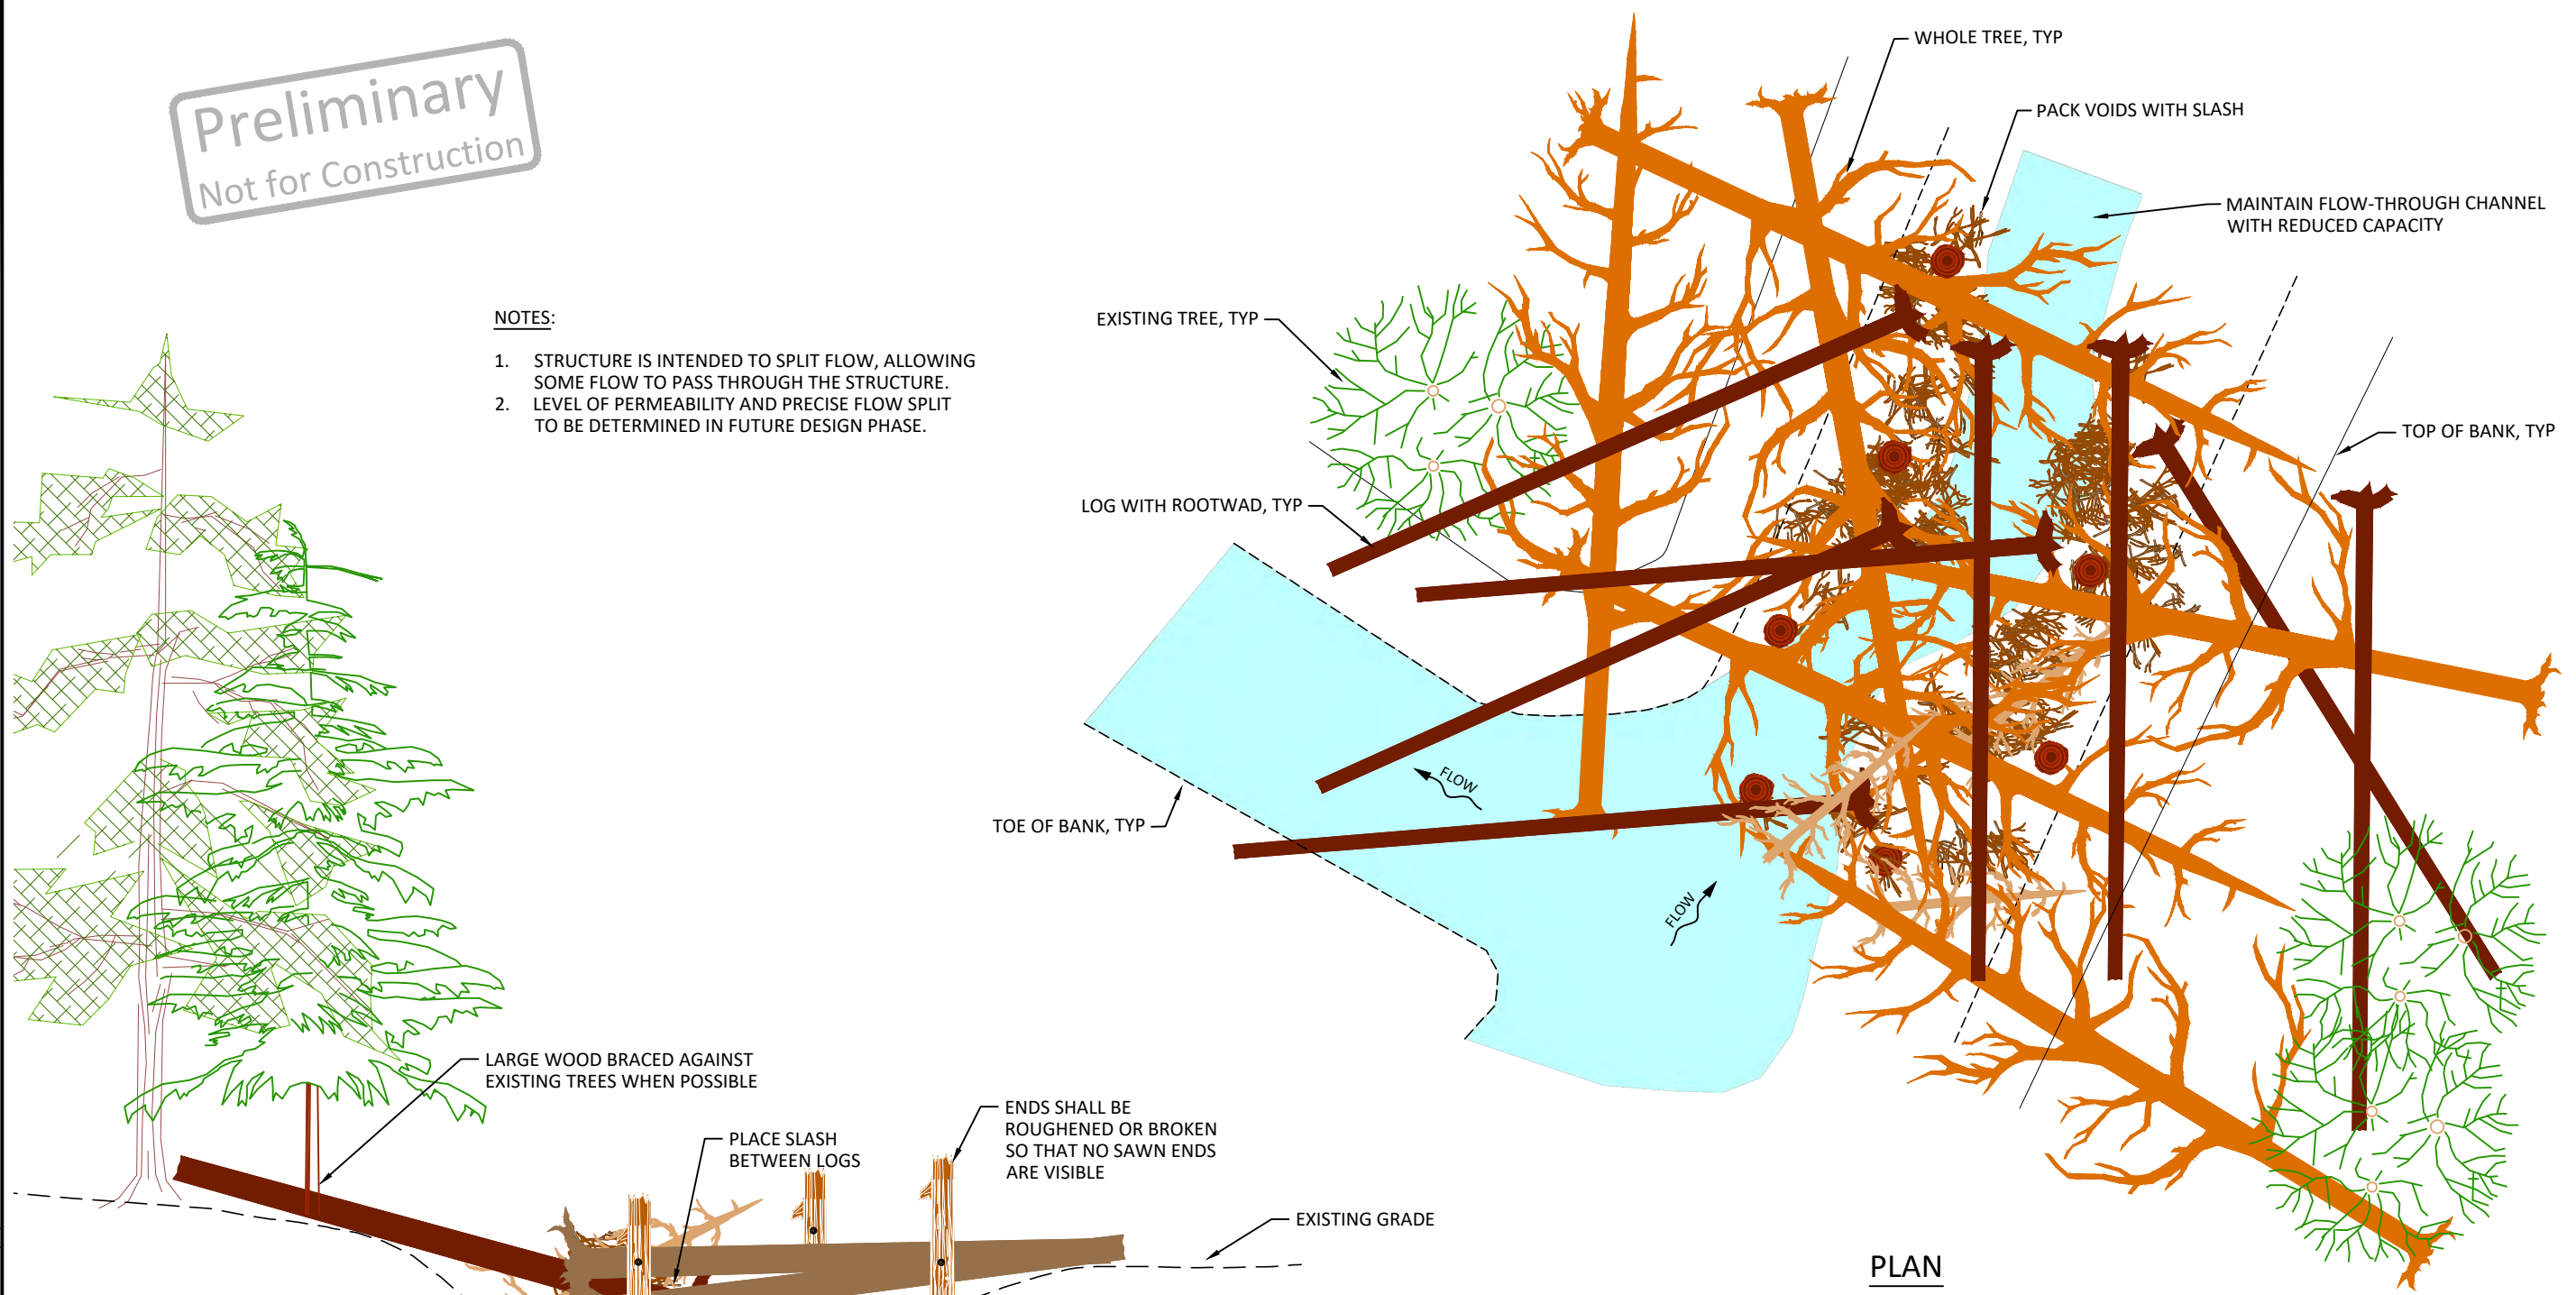 Preliminary
Not for Construction
NOTES:
1. STRUCTURE IS INTENDED TO SPLIT FLOW, ALLOWING
SOME FLOW TO PASS THROUGH THE STRUCTURE.
2. LEVEL OF PERMEABILITY AND PRECISE FLOW SPLIT
TO BE DETERMINED IN FUTURE DESIGN PHASE.
WHOLE TREE, TYP
PACK VOIDS WITH SLASH
MAINTAIN FLOW-THROUGH CHANNEL
WITH REDUCED CAPACITY
EXISTING TREE, TYP
TOP OF BANK, TYP
LOG WITH ROOTWAD, TYP
FLOW
TOE OF BANK, TYP
FLOW
LARGE WOOD BRACED AGAINST
EXISTING TREES WHEN POSSIBLE
PLACE SLASH
BETWEEN LOGS
ENDS SHALL BE
ROUGHENED OR BROKEN
SO THAT NO SAWN ENDS
ARE VISIBLE
EXISTING GRADE
PLAN